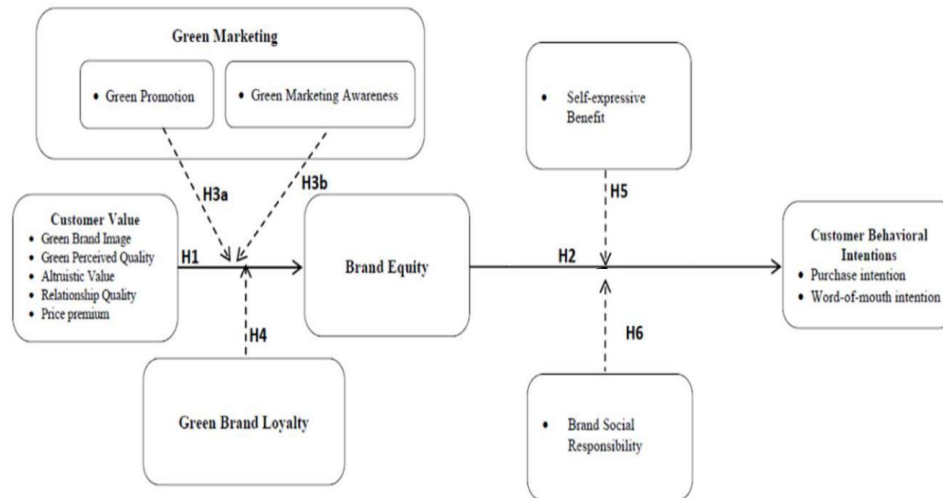 Green Marketing
• Green Promotion
• Green Marketing Awareness
H3a
H3b
Customer Value
• Green Brand Image
• Green Perceived Quality
• Altruistic Value
• Relationship Quality
• Price premium
H1
Brand Equity
H4
Green Brand Loyalty
• Self-expressive
Benefit
H5
H2
H6
• Brand Social
Responsibility
Customer Behavioral
Intentions
• Purchase intention
• Word-of-mouth intention